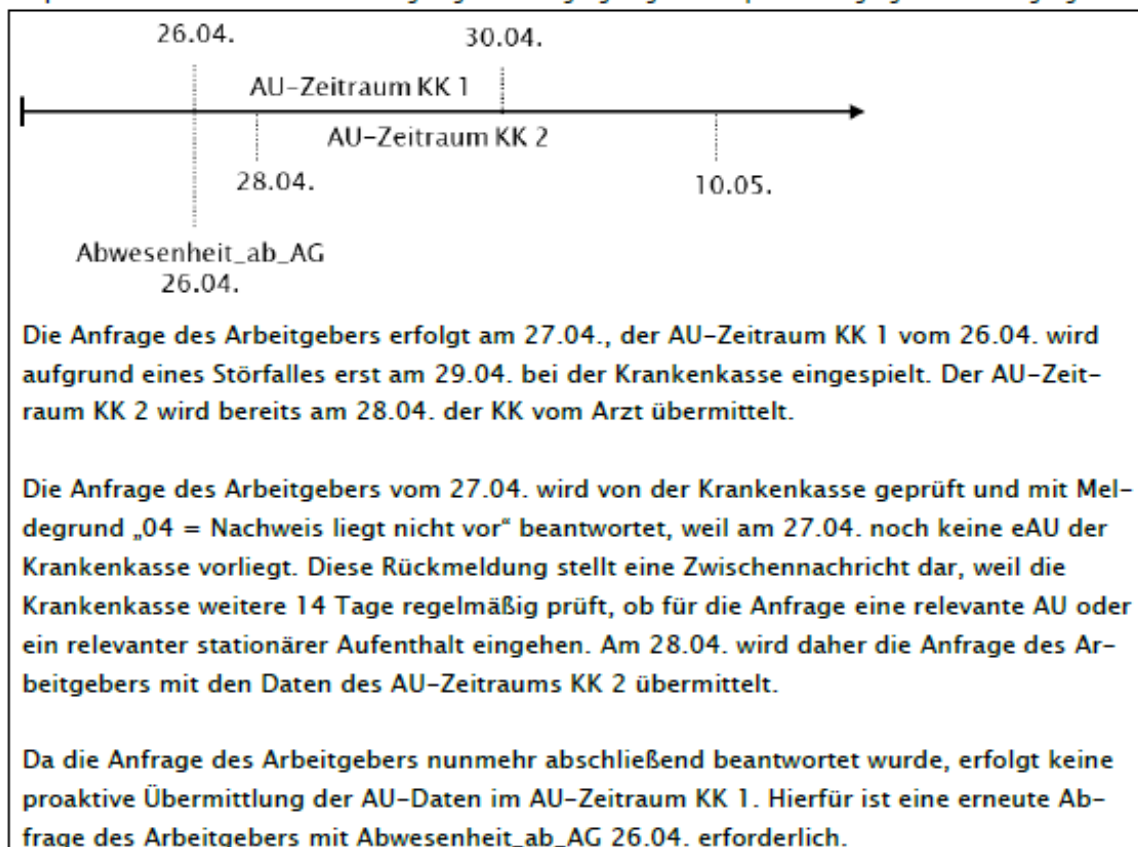 26.04.
30.04.
AU-Zeitraum KK 1
AU-Zeitraum KK 2
28.04.
10.05.
Abwesenheit_ab_AG
26.04.
Die Anfrage des Arbeitgebers erfolgt am 27.04., der AU-Zeitraum KK 1 vom 26.04. wird
aufgrund eines Störfalles erst am 29.04. bei der Krankenkasse eingespielt. Der AU-Zeit-
raum KK 2 wird bereits am 28.04. der KK vom Arzt übermittelt.
Die Anfrage des Arbeitgebers vom 27.04. wird von der Krankenkasse geprüft und mit Mel-
degrund „04 = Nachweis liegt nicht vor“ beantwortet, weil am 27.04. noch keine eAU der
Krankenkasse vorliegt. Diese Rückmeldung stellt eine Zwischennachricht dar, weil die
Krankenkasse weitere 14 Tage regelmäßig prüft, ob für die Anfrage eine relevante AU oder
ein relevanter stationärer Aufenthalt eingehen. Am 28.04. wird daher die Anfrage des Ar-
beitgebers mit den Daten des AU-Zeitraums KK 2 übermittelt.
Da die Anfrage des Arbeitgebers nunmehr abschließend beantwortet wurde, erfolgt keine
proaktive Übermittlung der AU-Daten im AU-Zeitraum KK 1. Hierfür ist eine erneute Ab-
frage des Arbeitgebers mit Abwesenheit_ab_AG 26.04. erforderlich.